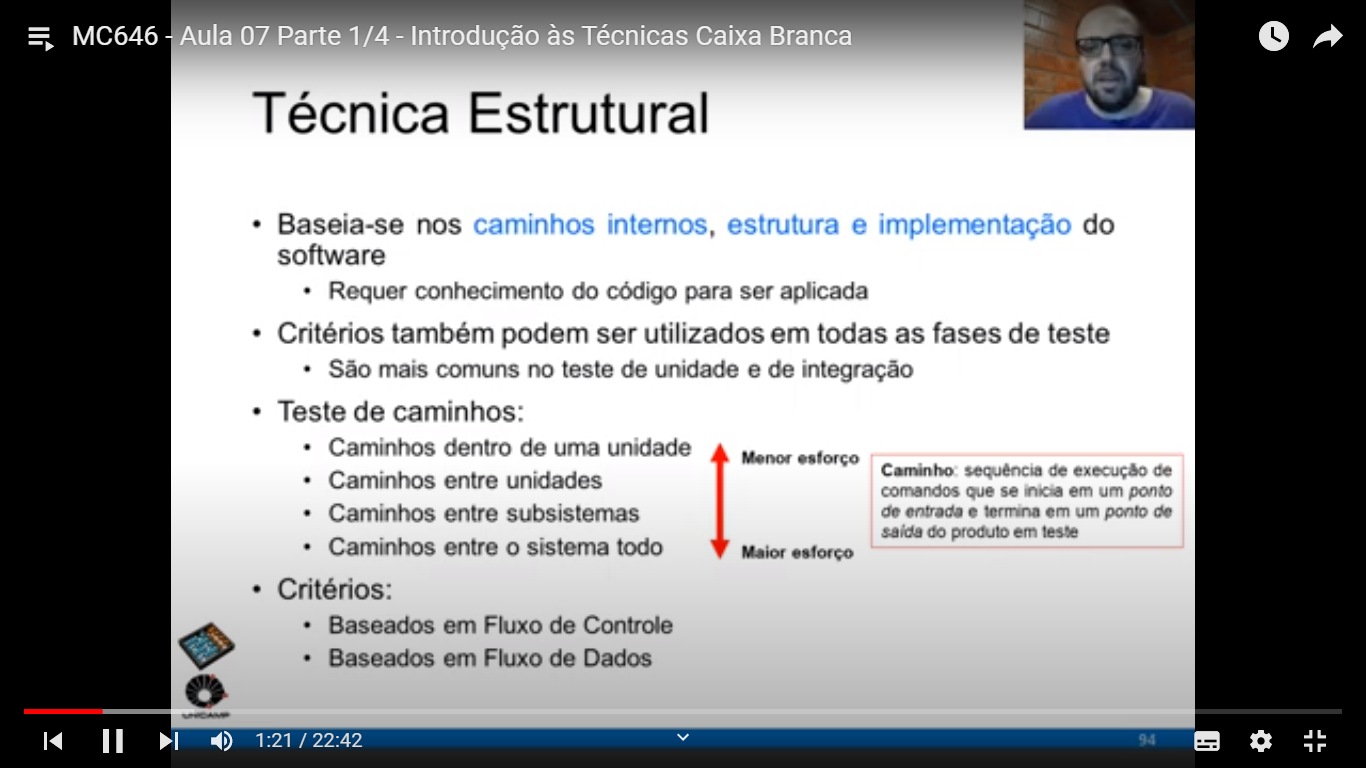 MC646 - Aula 07 Parte 1/4 - Introdução às Técnicas Caixa Branca
Técnica Estrutural
• Baseia-se nos caminhos internos, estrutura e implementação do
software
• Requer conhecimento do código para ser aplicada
• Critérios também podem ser utilizados em todas as fases de teste
• São mais comuns no teste de unidade e de integração
• Teste de caminhos:
• Caminhos dentro de uma unidade
• Caminhos entre unidades
• Caminhos entre subsistemas
• Caminhos entre o sistema todo
Menor esforço
Maior esforço
Caminho: sequência de execução de
comandos que se inicia em um ponto
de entrada e termina em um ponto de
saída do produto em teste
• Critérios:
• Baseados em Fluxo de Controle
• Baseados em Fluxo de Dados
UNICAMP
1:21 / 22:42
94